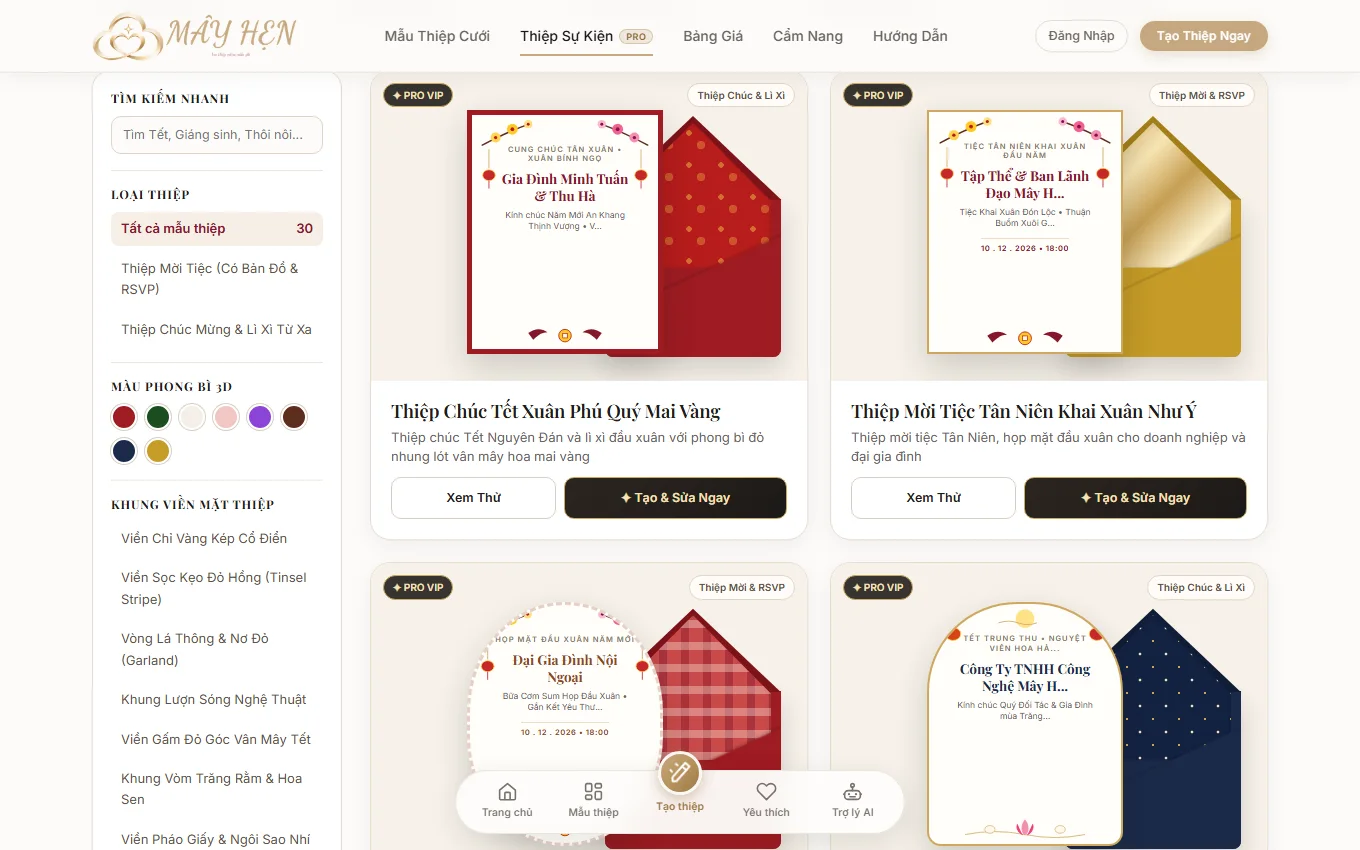 MÂY HẸN
Mẫu Thiệp Cưới
Thiệp Sự Kiện PRO
Bảng Giá
Cẩm Nang
Hướng Dẫn
Đăng Nhập
Tạo Thiệp Ngay
TÌM KIẾM NHANH
Tìm Tết, Giáng sinh, Thôi nôi...
LOẠI THIỆP
Tất cả mẫu thiệp 30
Thiệp Mời Tiệc (Có Bản Đồ &
RSVP)
Thiệp Chúc Mừng & Lì Xì Từ Xa
MÀU PHONG BÌ 3D
KHUNG VIỀN MẶT THIỆP
Viền Chỉ Vàng Kép Cổ Điển
Viền Sọc Kẹo Đỏ Hồng (Tinsel
Stripe)
Vòng Lá Thông & Nơ Đỏ
(Garland)
Khung Lượn Sóng Nghệ Thuật
Viền Gấm Đỏ Góc Vân Mây Tết
Khung Vòm Trăng Rằm & Hoa
Sen
Viền Pháo Giấy & Ngôi Sao Nhí
✦ PRO VIP
Thiệp Chúc & Lì Xì
CUNG CHÚC TÂN XUÂN •
XUÂN BÍNH NGỌ
Gia Đình Minh Tuấn
& Thu Hà
Kính chúc Năm Mới An Khang
Thịnh Vượng • V...
Thiệp Chúc Tết Xuân Phú Quý Mai Vàng
Thiệp chúc Tết Nguyên Đán và lì xì đầu xuân với phong bì đỏ
nhung lót vân mây hoa mai vàng
Xem Thử
✦ Tạo & Sửa Ngay
✦ PRO VIP
Thiệp Mời & RSVP
TIỆC TÂN NIÊN KHAI XUÂN
ĐẦU NĂM
Tập Thể & Ban Lãnh
Đạo Mây H...
Tiệc Khai Xuân Đón Lộc • Thuận
Buồm Xuôi G...
10 . 12 . 2026 • 18:00
Thiệp Mời Tiệc Tân Niên Khai Xuân Như Ý
Thiệp mời tiệc Tân Niên, họp mặt đầu xuân cho doanh nghiệp và
đại gia đình
Xem Thử
✦ Tạo & Sửa Ngay
✦ PRO VIP
Thiệp Mời & RSVP
HỌP MẶT ĐẦU XUÂN NĂM MỚI
Đại Gia Đình Nội
Ngoại
Bữa Cơm Sum Họp Đầu Xuân •
Gắn Kết Yêu Thư...
10 . 12 . 2026 • 18:00
✦ PRO VIP
Thiệp Chúc & Lì Xì
TẾT TRUNG THU • NGUYỆT
VIÊN HOA HẢ...
Công Ty TNHH Công
Nghệ Mây H...
Kính chúc Quý Đối Tác & Gia Đình
mùa Trăng...
Trang chủ
Mẫu thiệp
Tạo thiệp
Yêu thích
Trợ lý AI